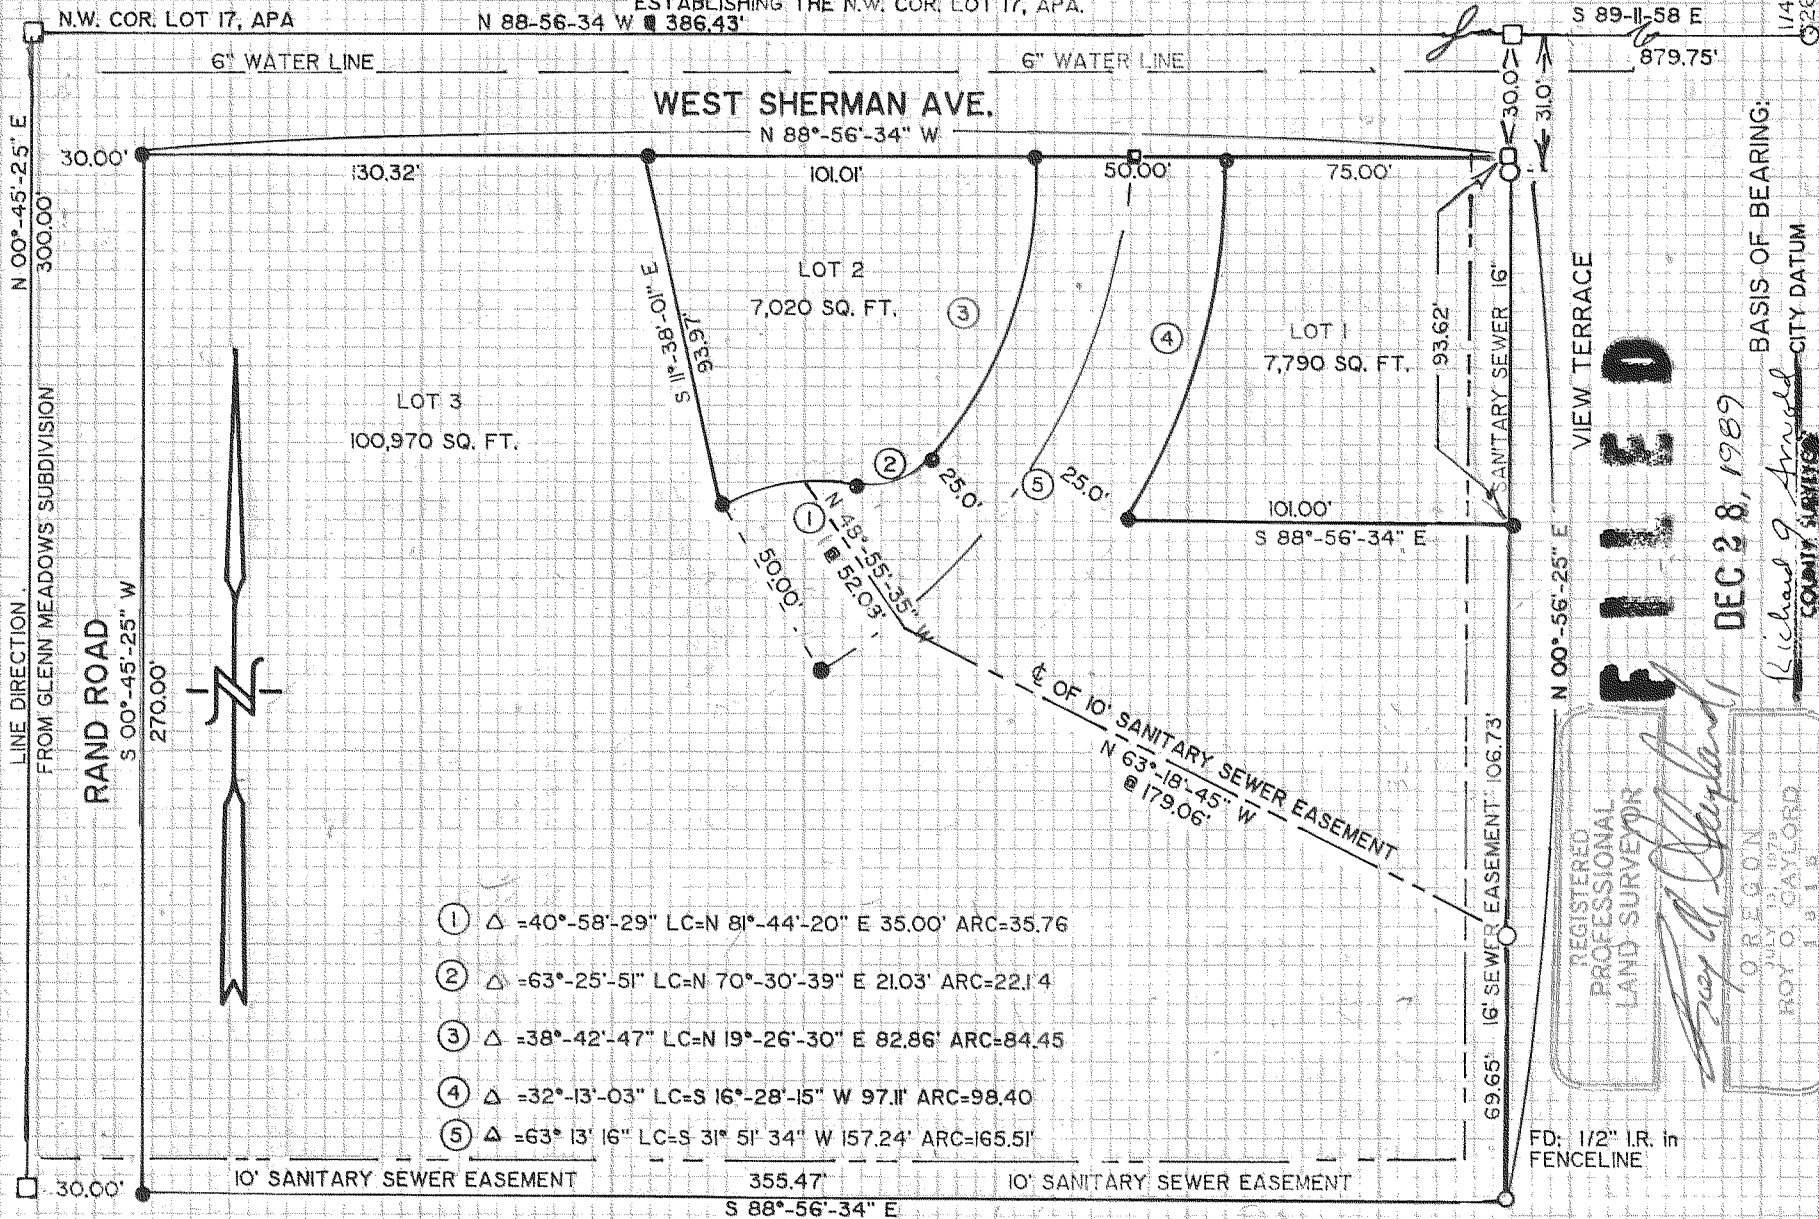 ESTABLISHING THE N.W. COR. LOT 17, APA.
N.W. COR. LOT 17, APA
N 88-56-34 W @ 386.43'
S 89-11-58 E
879.75'
6" WATER LINE
6" WATER LINE
WEST SHERMAN AVE.
N 88°-56'-34" W
30.00'
130.32'
101.01'
50.00'
75.00'
30.0'
31.0'
N 00°-45'-25" E
300.00'
LINE DIRECTION
FROM GLENN MEADOWS SUBDIVISION
RAND ROAD
S 00°-45'-25" W
270.00'
N
LOT 3
100,970 SQ. FT.
S 11°-38'-01" E
93.97'
LOT 2
7,020 SQ. FT.
3
4
LOT 1
7,790 SQ. FT.
93.62'
SANITARY SEWER 16"
2
25.0'
5
25.0'
1
N 48°-55'-35" W
@ 52.03'
50.00'
101.00'
S 88°-56'-34" E
℄ OF 10' SANITARY SEWER EASEMENT
N 63°-18'-45" W
@ 179.06'
69.65' 16' SEWER EASEMENT 106.73'
VIEW TERRACE
N 00°-56'-25" E
FILED
DEC 28, 1989
BASIS OF BEARING:
CITY DATUM
Richard J Arnold
COUNTY SURVEYOR
REGISTERED
PROFESSIONAL
LAND SURVEYOR
OREGON
JULY 13, 1979
ROY O. GAYLORD
1 △ =40°-58'-29" LC=N 81°-44'-20" E 35.00' ARC=35.76
2 △ =63°-25'-51" LC=N 70°-30'-39" E 21.03' ARC=22.14
3 △ =38°-42'-47" LC=N 19°-26'-30" E 82.86' ARC=84.45
4 △ =32°-13'-03" LC=S 16°-28'-15" W 97.11' ARC=98.40
5 △ =63° 13' 16" LC=S 31° 51' 34" W 157.24' ARC=165.51'
FD: 1/2" I.R. in
FENCELINE
30.00'
10' SANITARY SEWER EASEMENT
355.47'
10' SANITARY SEWER EASEMENT
S 88°-56'-34" E